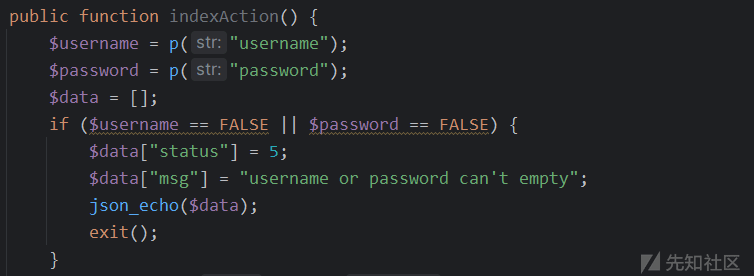 public function indexAction() {
    $username = p( str: "username");
    $password = p( str: "password");
    $data = [];
    if ($username == FALSE || $password == FALSE) {
        $data["status"] = 5;
        $data["msg"] = "username or password can't empty";
        json_echo($data);
        exit();
    }
先知社区